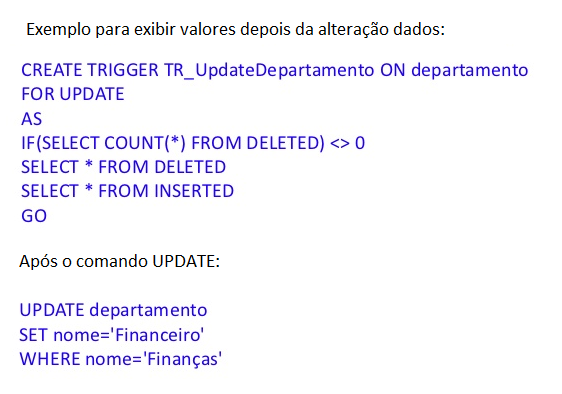 Exemplo para exibir valores depois da alteração dados:
CREATE TRIGGER TR_UpdateDepartamento ON departamento
FOR UPDATE
AS
IF(SELECT COUNT(*) FROM DELETED) <> 0
SELECT * FROM DELETED
SELECT * FROM INSERTED
GO
Após o comando UPDATE:
UPDATE departamento
SET nome='Financeiro'
WHERE nome='Finanças'